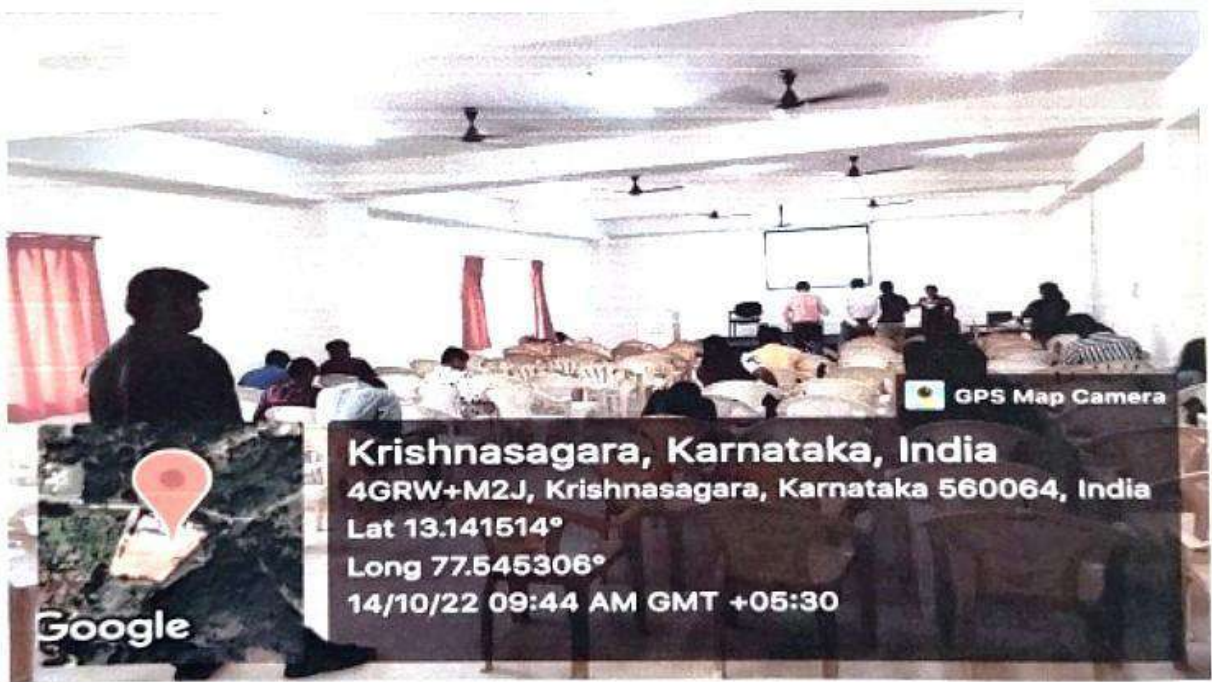 GPS Map Camera
Krishnasagara, Karnataka, India
4GRW+M2J, Krishnasagara, Karnataka 560064, India
Lat 13.141514°
Long 77.545306°
14/10/22 09:44 AM GMT +05:30
Google